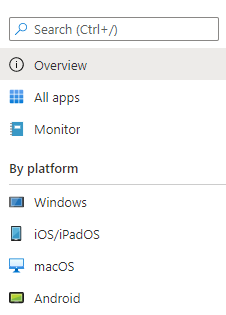 Search (Ctrl+/)
Overview
All apps
Monitor
By platform
Windows
iOS/iPadOS
macOS
Android